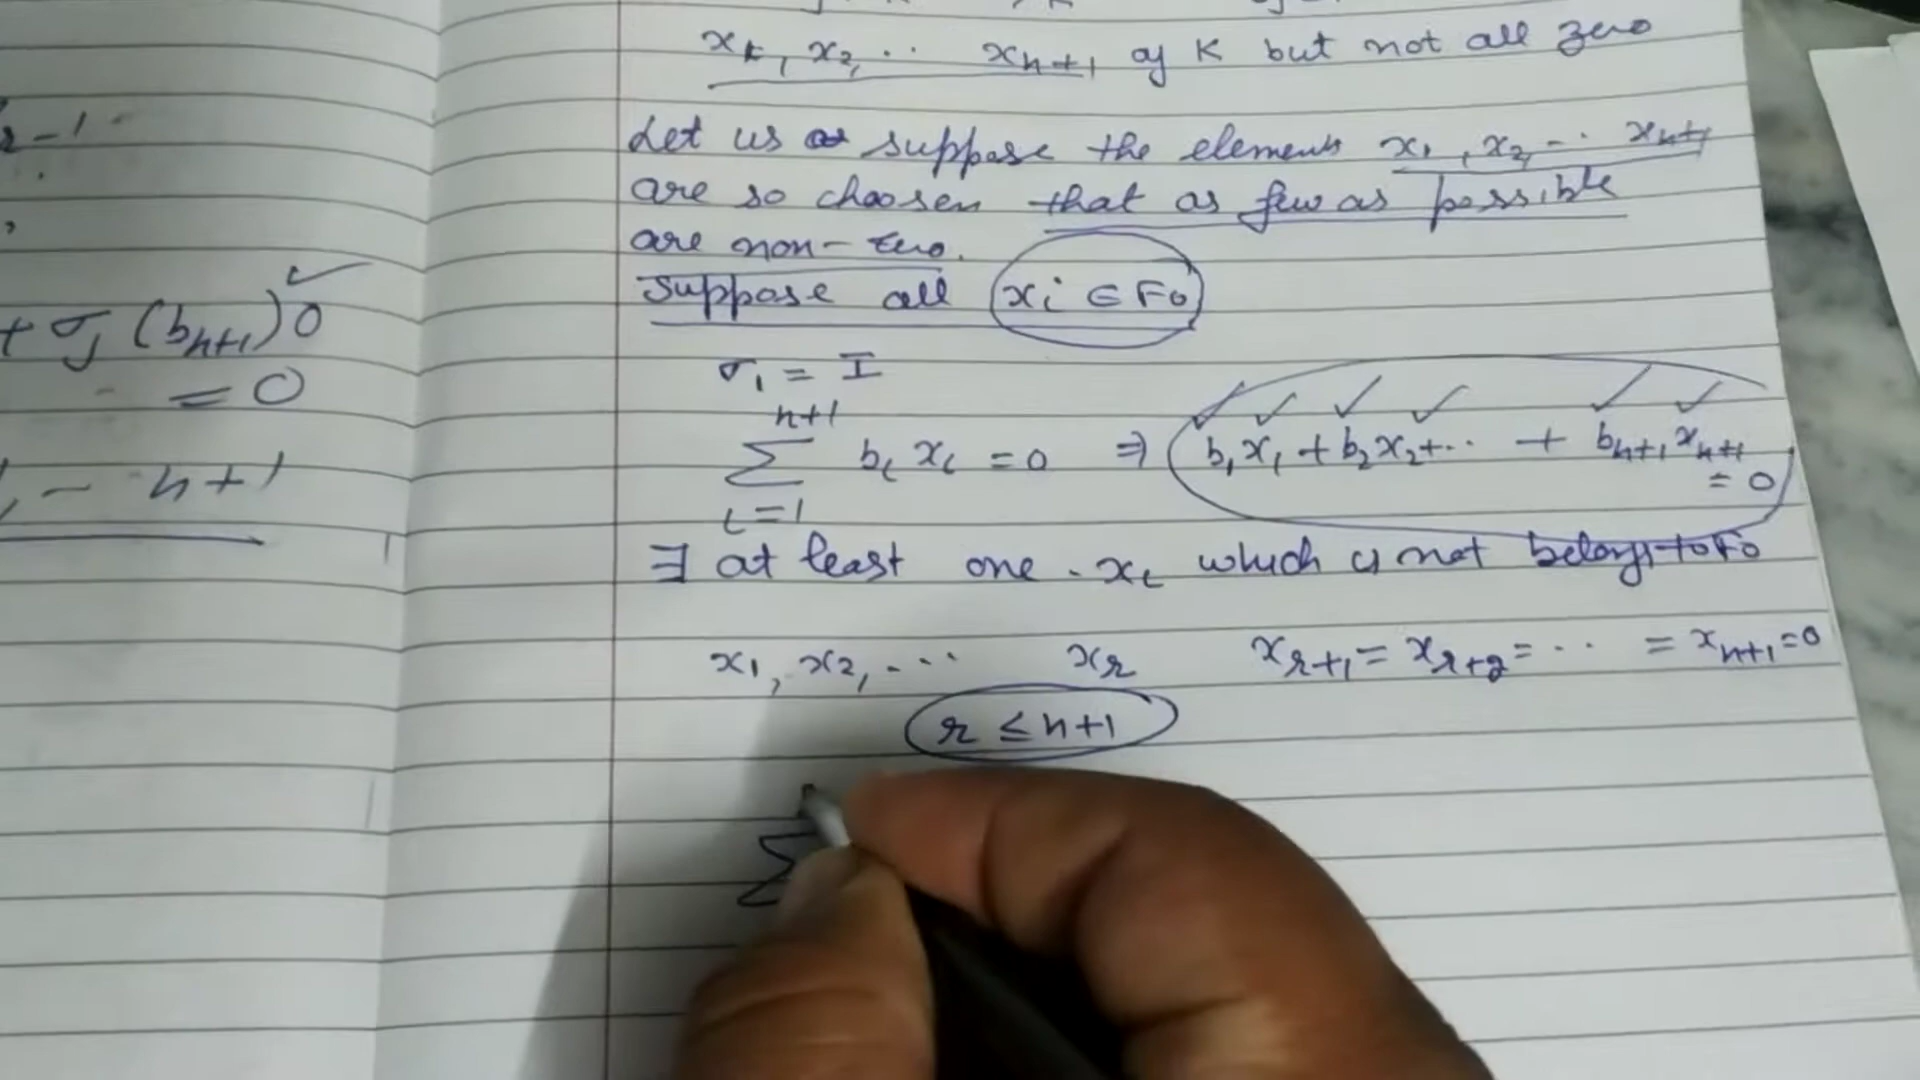 r-1
+ σj (bn+1) 0
= 0
- n+1
xt, x2, .. xn+1 of K but not all zero
Let us suppose the elements x1, x2, -. xn+1
are so choosen that as few as possible
are non-zero.
Suppose all xi ∈ F0
σ1 = I
n+1
∑ bi xi = 0 ⇒ b1x1 + b2x2+.. + bn+1 xn+1
= 0
i=1
∃ at least one . xi which is not belongs to F0
x1, x2, - .. xr xr+1 = xr+2 = .. = xn+1 = 0
r ≤ n+1
∑